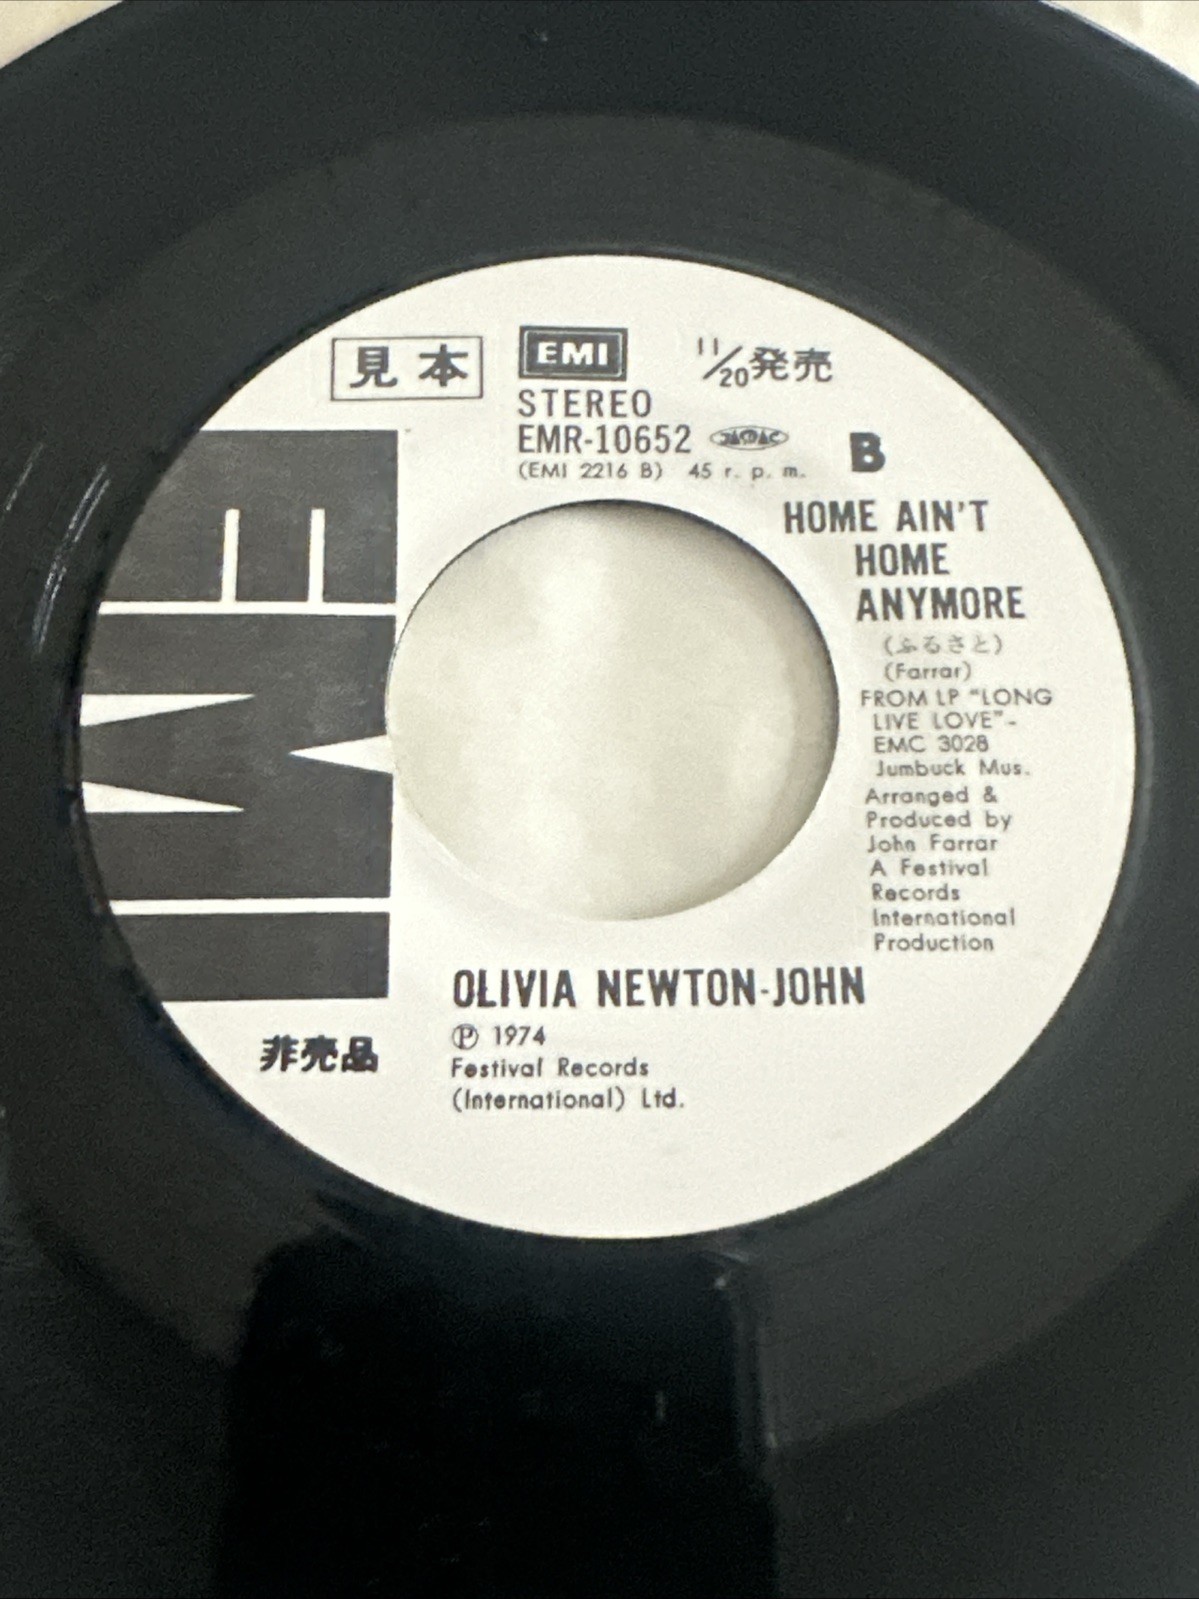 見本
EMI
11/20発売
STEREO
EMR-10652 JASRAC
(EMI 2216 B) 45 r. p. m.
B
HOME AIN'T
HOME
ANYMORE
(ふるさと)
(Farrar)
FROM LP "LONG
LIVE LOVE"-
EMC 3028
Jumbuck Mus.
Arranged &
Produced by
John Farrar
A Festival
Records
International
Production
EMI
OLIVIA NEWTON-JOHN
Ⓟ 1974
Festival Records
(International) Ltd.
非売品